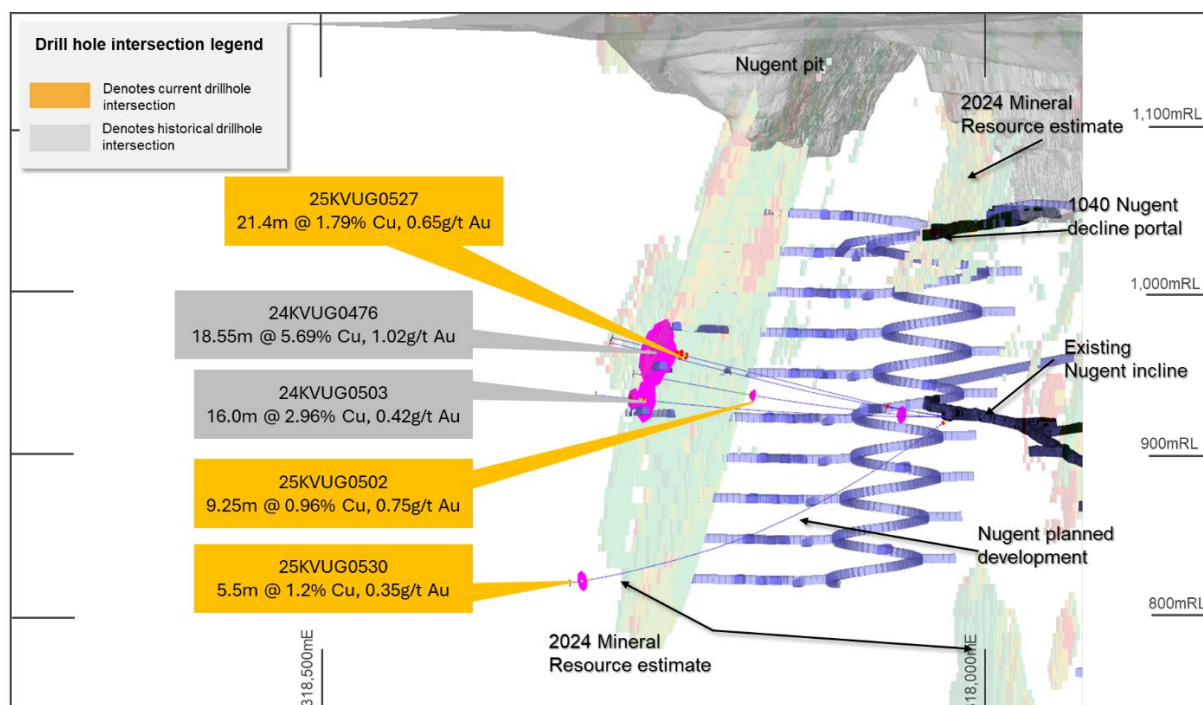 Drill hole intersection legend
Denotes current drillhole
intersection
Denotes historical drillhole
intersection
Nugent pit
2024 Mineral
Resource estimate
1,100mRL
25KVUG0527
21.4m @ 1.79% Cu, 0.65g/t Au
1040 Nugent
decline portal
1,000mRL
24KVUG0476
18.55m @ 5.69% Cu, 1.02g/t Au
Existing
Nugent incline
24KVUG0503
16.0m @ 2.96% Cu, 0.42g/t Au
900mRL
25KVUG0502
9.25m @ 0.96% Cu, 0.75g/t Au
Nugent planned
development
25KVUG0530
5.5m @ 1.2% Cu, 0.35g/t Au
800mRL
2024 Mineral
Resource estimate
318,500mE
318,000mE